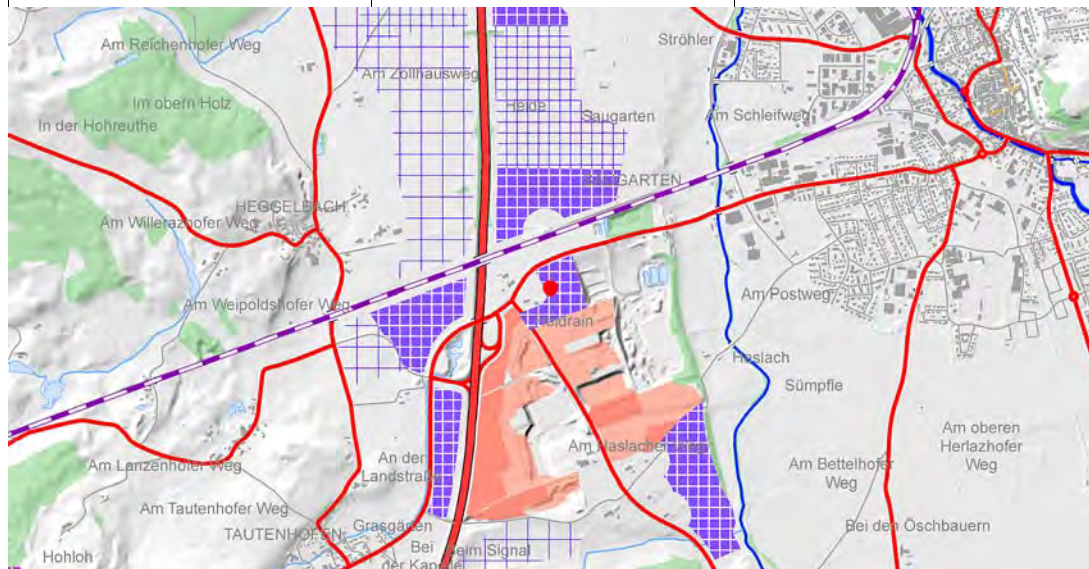 Am Reichenhofer Weg
Ströhler
Am Zollhausweg
Im obern Holz
Heide
Saugarten
Am Schleifweg
In der Hohreuthe
HEGGELBACH
Am Willerazhofer Weg
Am Weipoldshofer Weg
Am Postweg
Haslach
Sümpfle
Am Lanzenhofer Weg
An der
Landstraße
Am Haslacher Weg
Am oberen
Herlazhofer
Weg
Am Bettelhofer
Weg
Am Tautenhofer Weg
TAUTENHOFEN
Grasgärten
Bei
der Kapelle
Beim Signal
Bei den Öschbauern
Hohloh